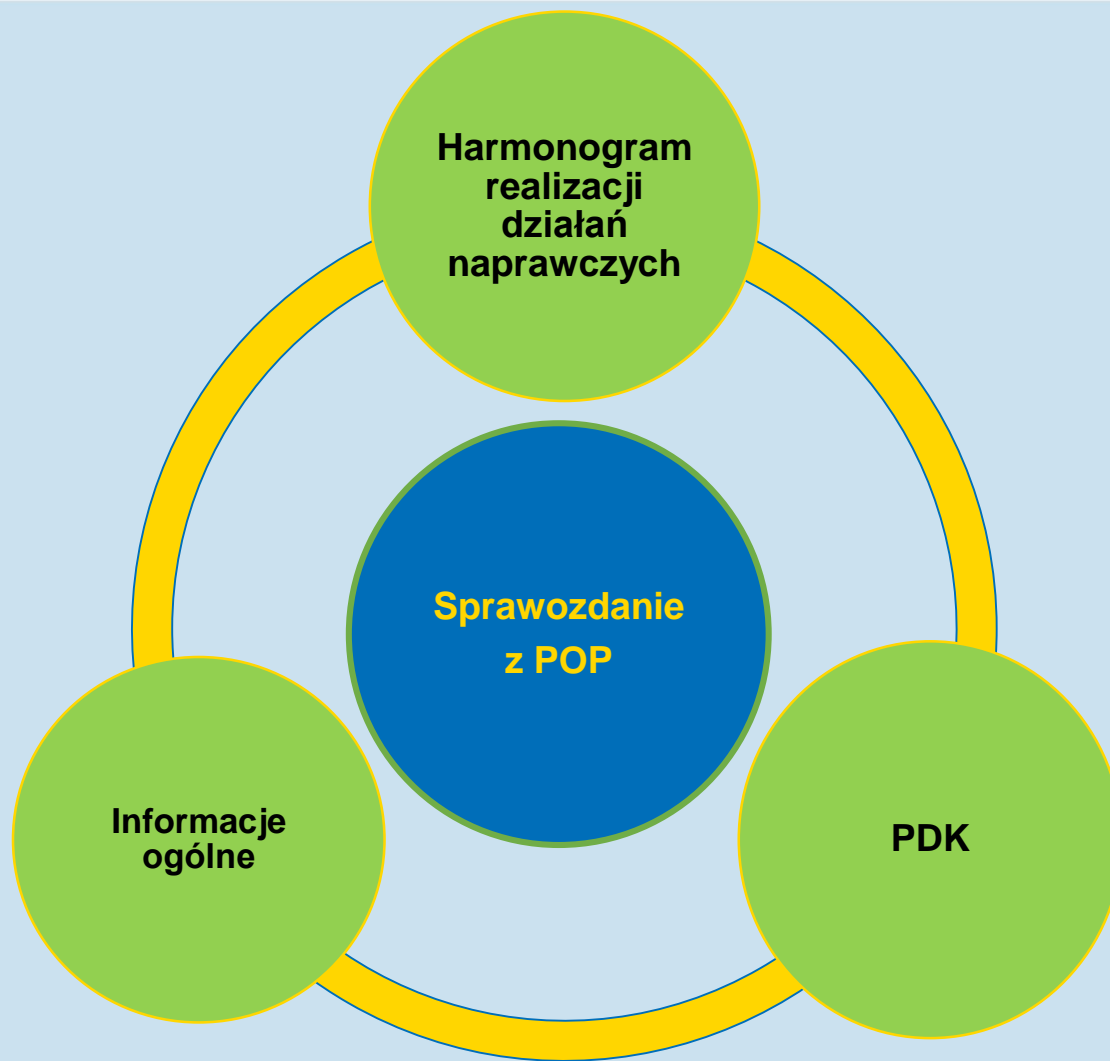 Harmonogram
realizacji
działań
naprawczych
Sprawozdanie
z POP
Informacje
ogólne
PDK